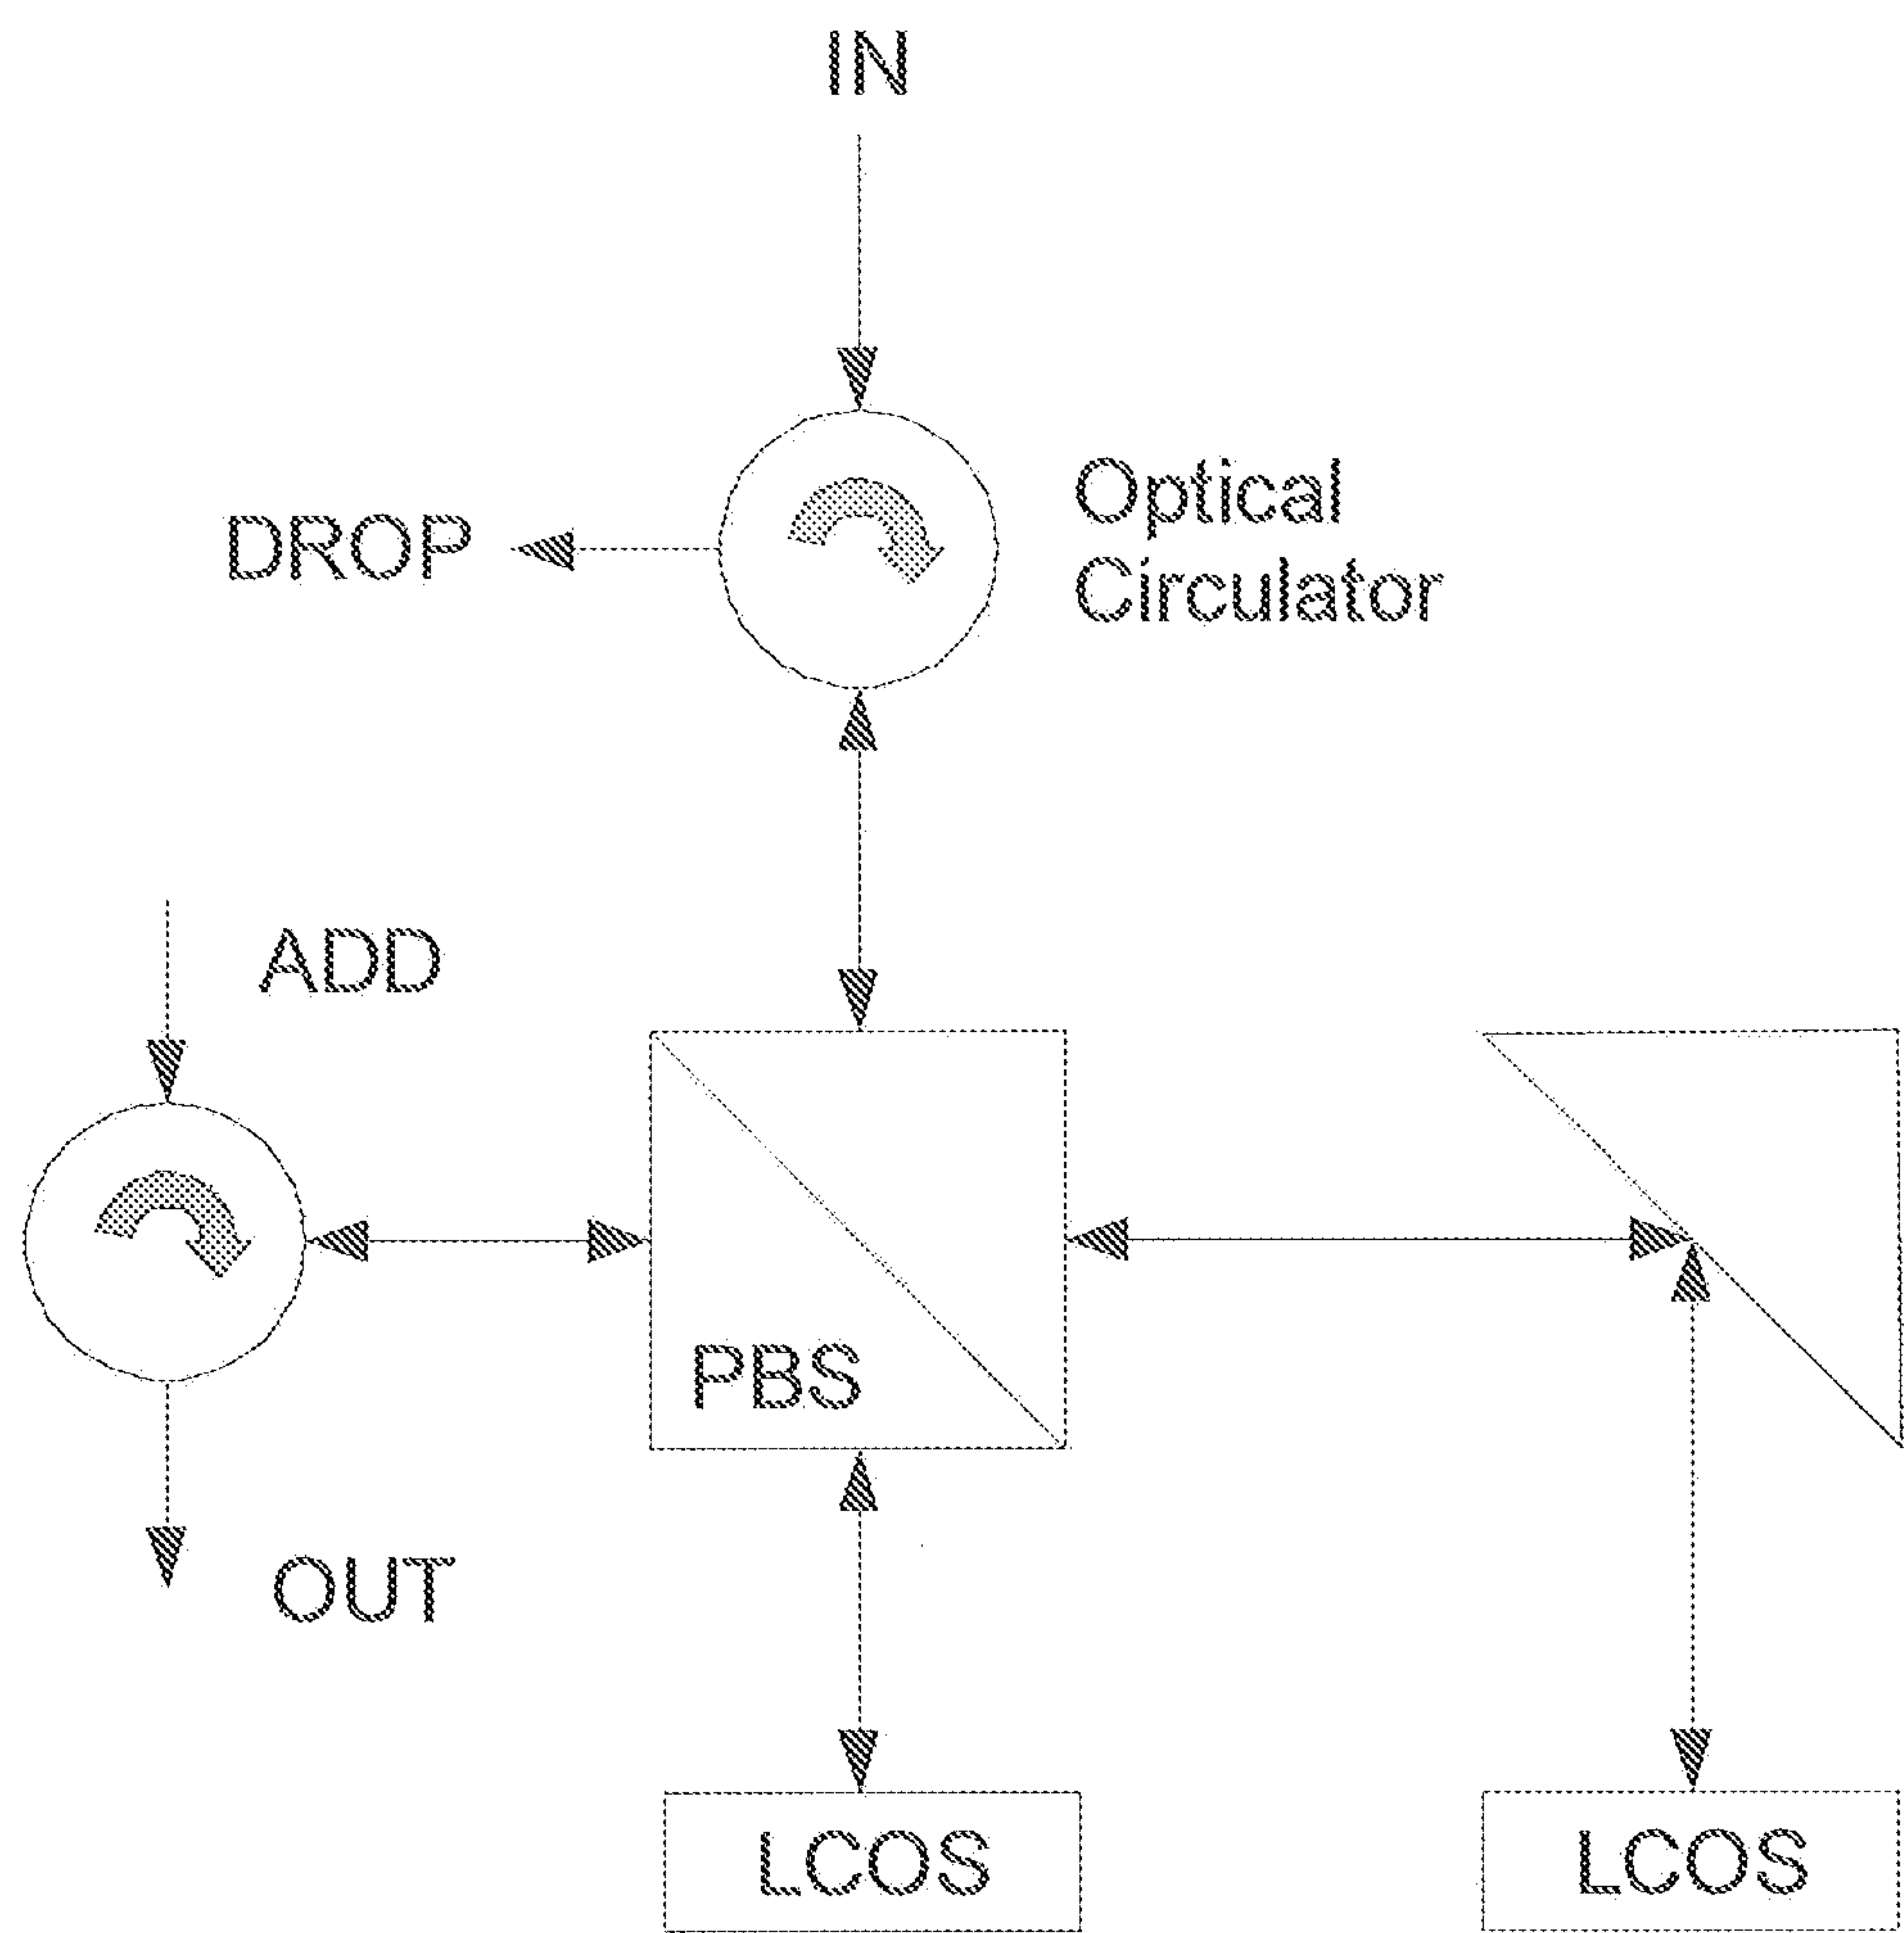 IN
DROP
Optical
Circulator
ADD
PBS
OUT
LCOS
LCOS